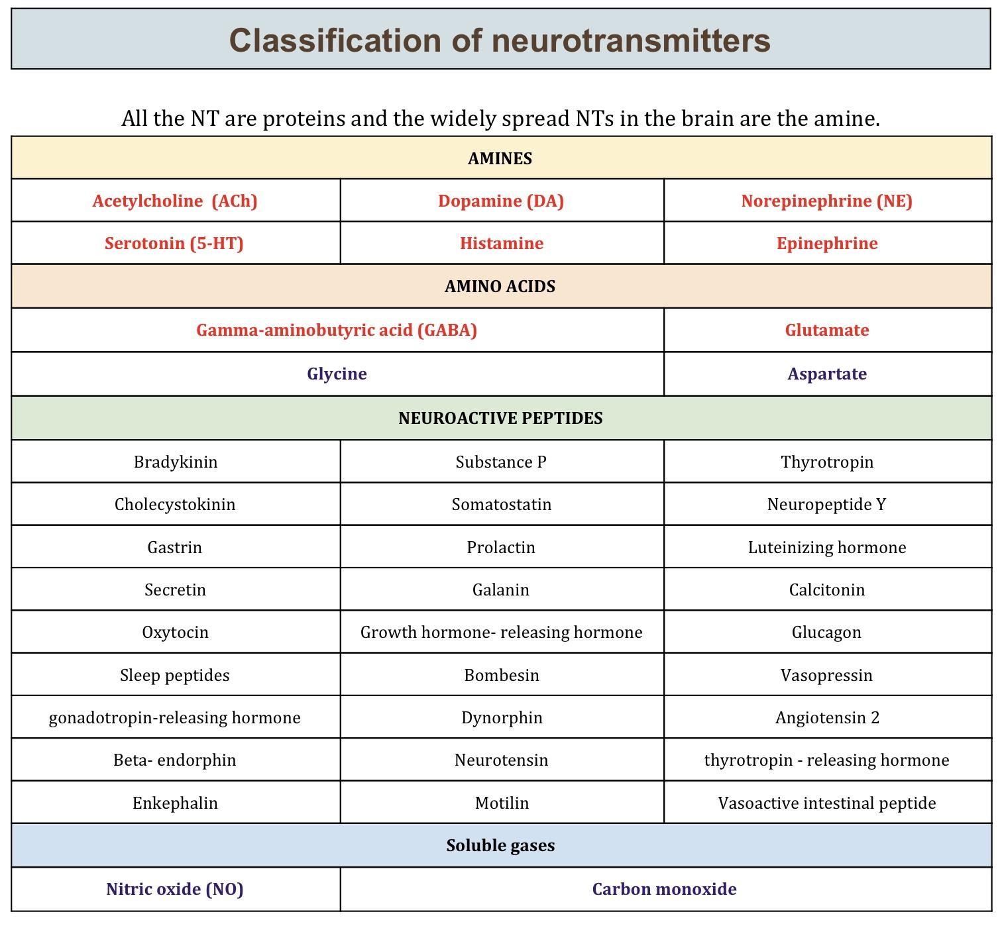 Classification of neurotransmitters
All the NT are proteins and the widely spread NTs in the brain are the amine.
AMINES
Acetylcholine  (ACh) Dopamine (DA) Norepinephrine (NE)
Serotonin (5-HT) Histamine Epinephrine
AMINO ACIDS
Gamma-aminobutyric acid (GABA) Glutamate
Glycine Aspartate
NEUROACTIVE PEPTIDES
Bradykinin Substance P Thyrotropin
Cholecystokinin Somatostatin Neuropeptide Y
Gastrin Prolactin Luteinizing hormone
Secretin Galanin Calcitonin
Oxytocin Growth hormone- releasing hormone Glucagon
Sleep peptides Bombesin Vasopressin
gonadotropin-releasing hormone Dynorphin Angiotensin 2
Beta- endorphin Neurotensin thyrotropin - releasing hormone
Enkephalin Motilin Vasoactive intestinal peptide
Soluble gases
Nitric oxide (NO) Carbon monoxide